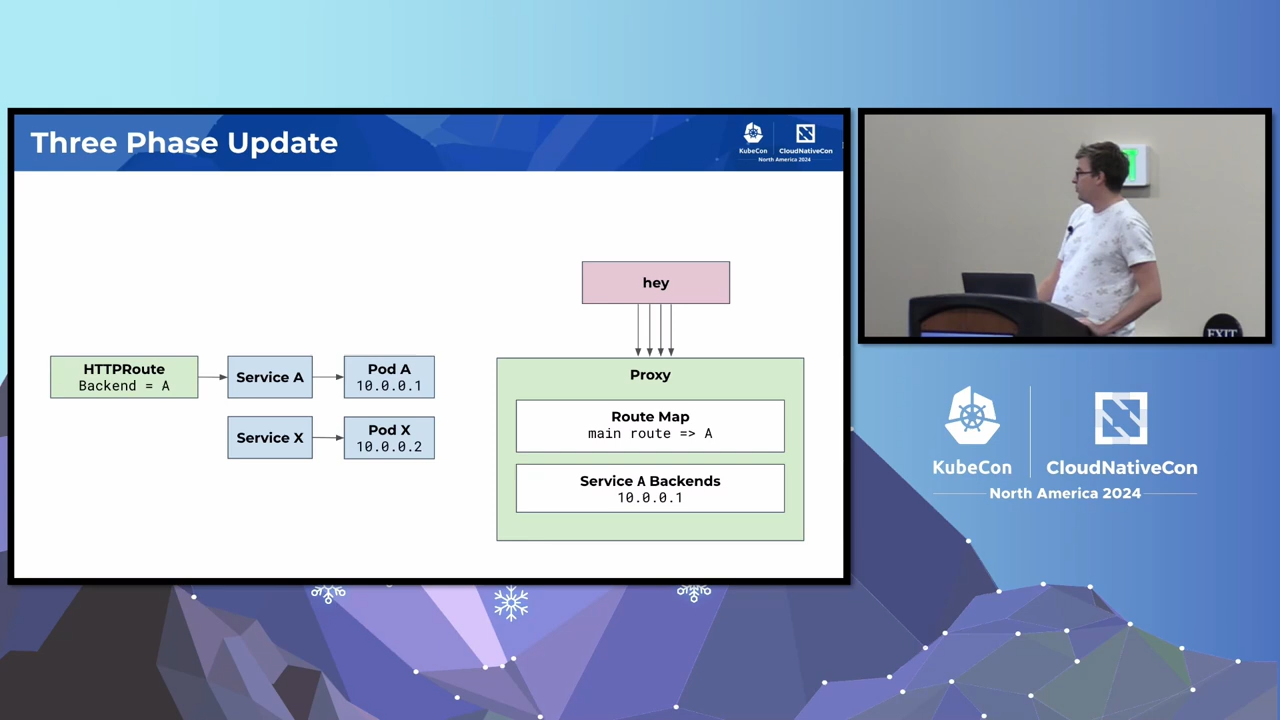 Three Phase Update
KubeCon
CloudNativeCon
North America 2024
hey
HTTPRoute
Backend = A
Service A
Pod A
10.0.0.1
Service X
Pod X
10.0.0.2
Proxy
Route Map
main route => A
Service A Backends
10.0.0.1
EXIT
KubeCon
CloudNativeCon
North America 2024